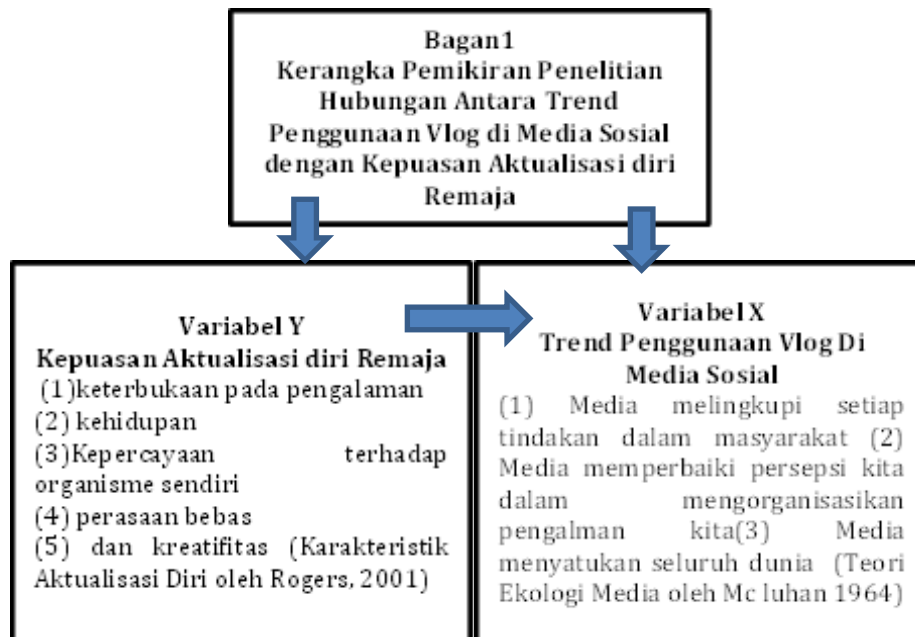 Bagan1
Kerangka Pemikiran Penelitian
Hubungan Antara Trend
Penggunaan Vlog di Media Sosial
dengan Kepuasan Aktualisasi diri
Remaja
Variabel Y
Kepuasan Aktualisasi diri Remaja
(1)keterbukaan pada pengalaman
(2) kehidupan
(3)Kepercayaan terhadap
organisme sendiri
(4) perasaan bebas
(5) dan kreatifitas (Karakteristik
Aktualisasi Diri oleh Rogers, 2001)
Variabel X
Trend Penggunaan Vlog Di
Media Sosial
(1) Media melingkupi setiap
tindakan dalam masyarakat (2)
Media memperbaiki persepsi kita
dalam mengorganisasikan
pengalman kita(3) Media
menyatukan seluruh dunia (Teori
Ekologi Media oleh Mc luhan 1964)